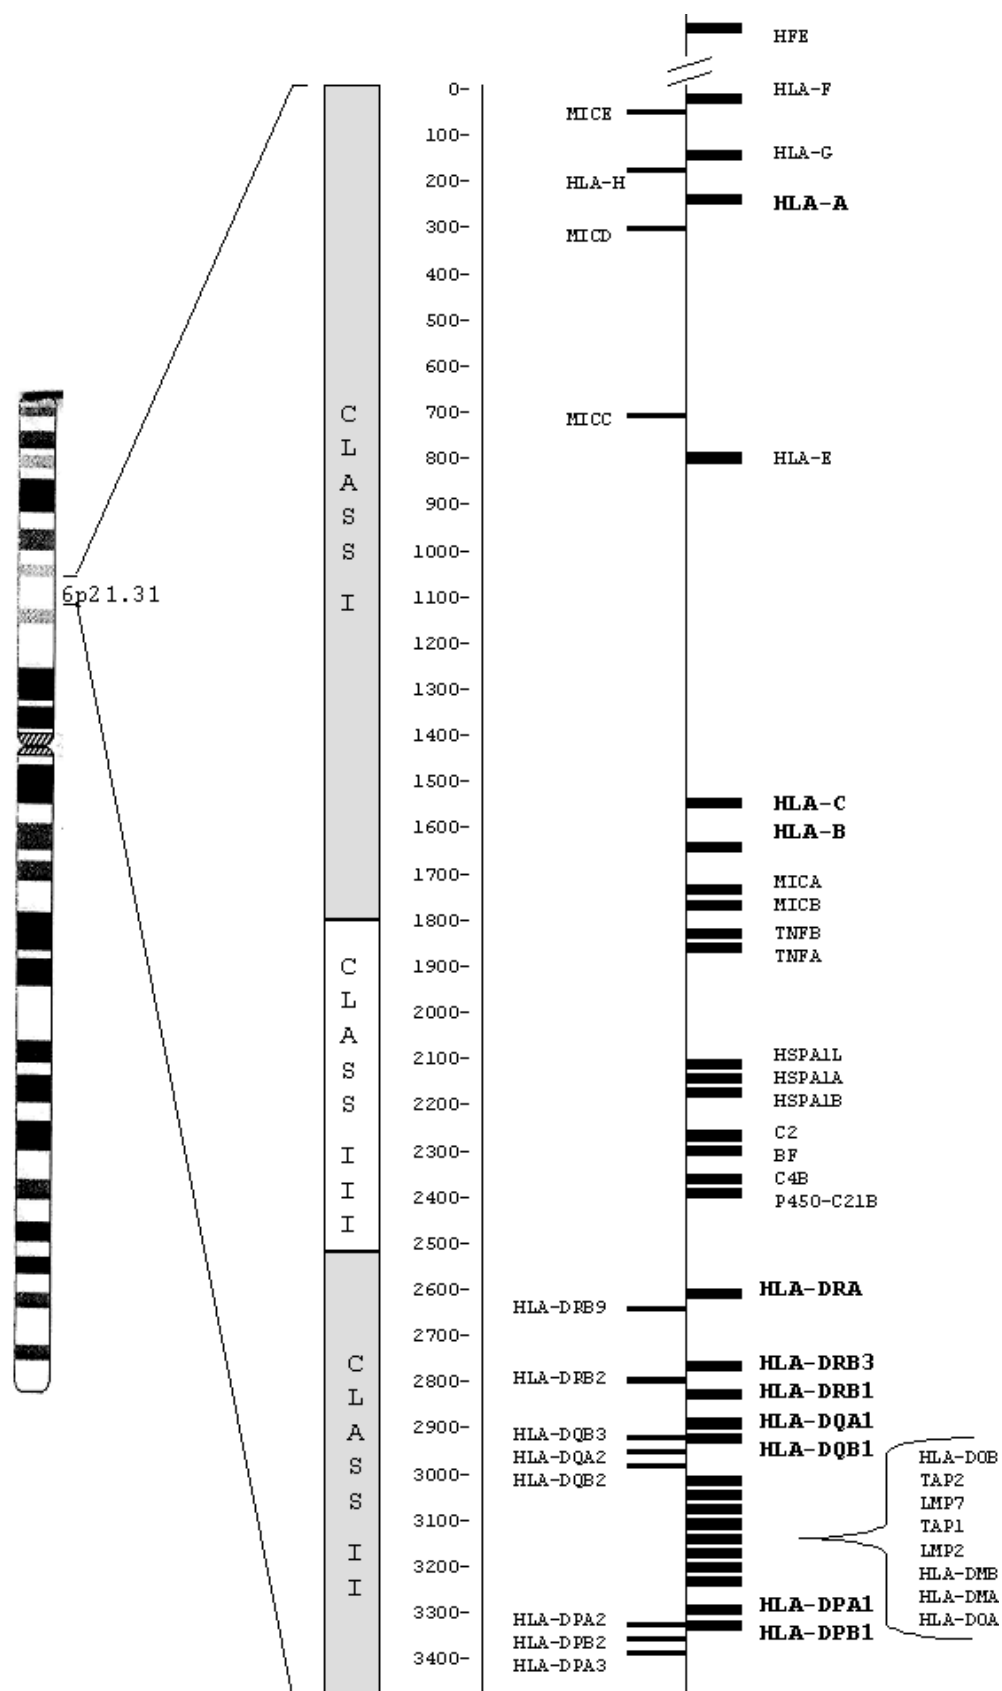 HFE
0-
HLA-F
MICE
100-
HLA-G
200-
HLA-H
HLA-A
300-
MICD
400-
500-
600-
700-
MICC
800-
HLA-E
900-
1000-
1100-
1200-
1300-
1400-
1500-
1600-
1700-
1800-
1900-
2000-
2100-
2200-
2300-
2400-
2500-
2600-
2700-
2800-
2900-
3000-
3100-
3200-
3300-
3400-
6p21.31
CLASS I
CLASS III
CLASS II
HLA-C
HLA-B
MICA
MICB
TNFB
TNFA
HSPA1L
HSPA1A
HSPA1B
C2
BF
C4B
P450-C21B
HLA-DRA
HLA-DRB9
HLA-DRB3
HLA-DRB2
HLA-DRB1
HLA-DQA1
HLA-DQB3
HLA-DQB1
HLA-DQA2
HLA-DQB2
HLA-DOB
TAP2
LMP7
TAP1
LMP2
HLA-DMB
HLA-DMA
HLA-DOA
HLA-DPA1
HLA-DPA2
HLA-DPB1
HLA-DPB2
HLA-DPA3